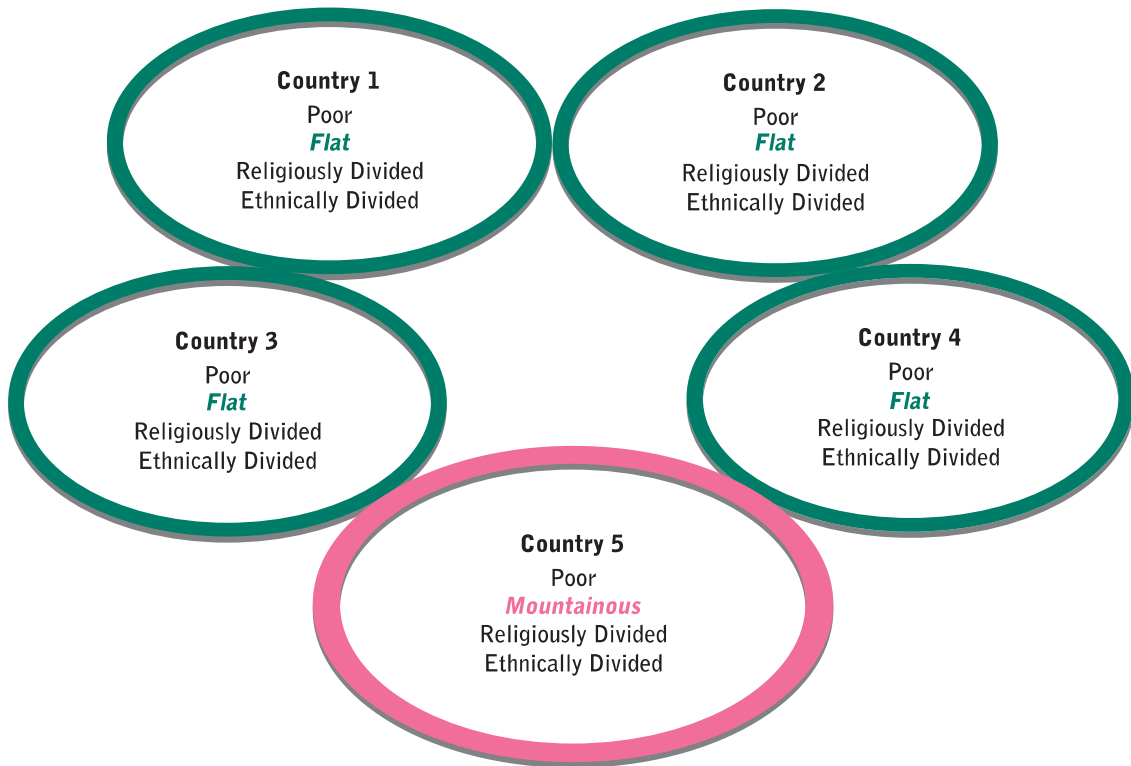 Country 1
Poor
Flat
Religiously Divided
Ethnically Divided
Country 2
Poor
Flat
Religiously Divided
Ethnically Divided
Country 3
Poor
Flat
Religiously Divided
Ethnically Divided
Country 4
Poor
Flat
Religiously Divided
Ethnically Divided
Country 5
Poor
Mountainous
Religiously Divided
Ethnically Divided